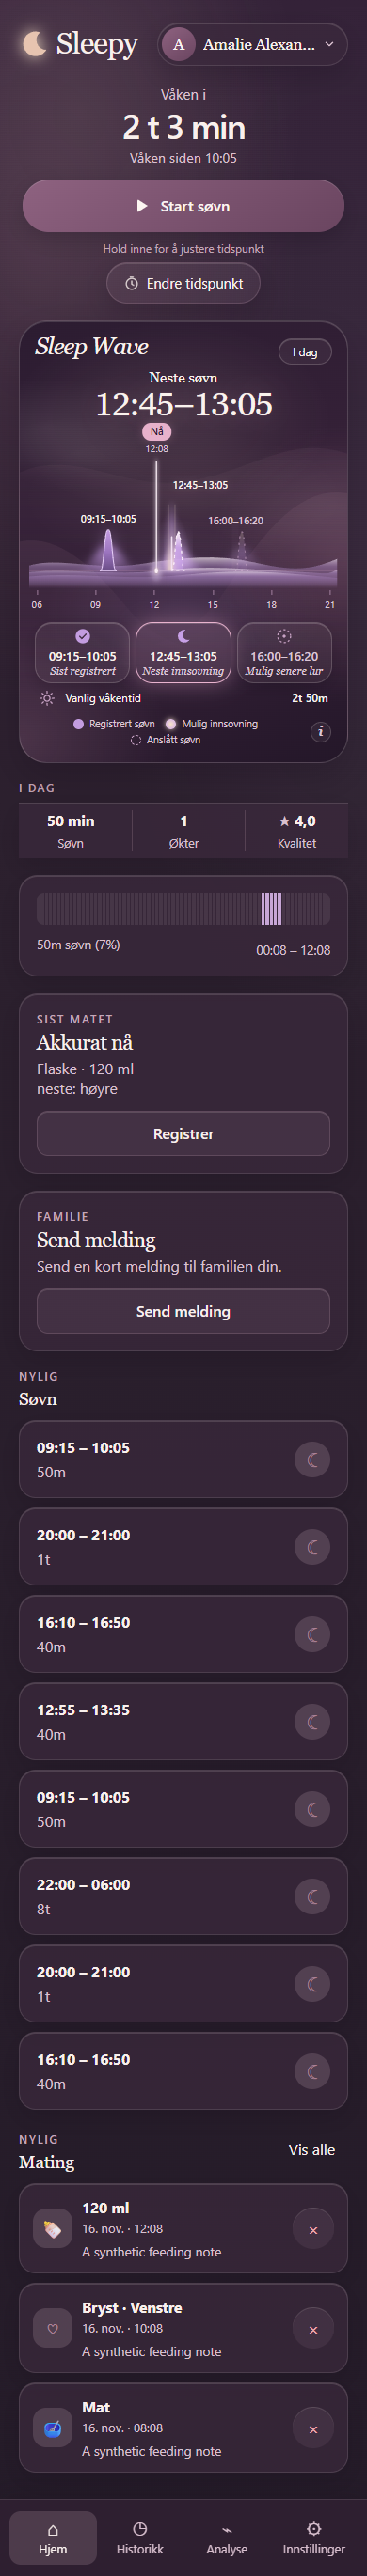 Sleepy
A
Amalie Alexan...
Våken i
2 t 3 min
Våken siden 10:05
Start søvn
Hold inne for å justere tidspunkt
Endre tidspunkt
Sleep Wave
I dag
Neste søvn
12:45–13:05
Nå
12:08
12:45–13:05
09:15–10:05
16:00–16:20
06 09 12 15 18 21
09:15–10:05
Sist registrert
12:45–13:05
Neste innsovning
16:00–16:20
Mulig senere lur
Vanlig våkentid 2t 50m
Registrert søvn Mulig innsovning
Anslått søvn
i
I DAG
50 min
Søvn
1
Økter
★ 4,0
Kvalitet
50m søvn (7%)
00:08 – 12:08
SIST MATET
Akkurat nå
Flaske · 120 ml
neste: høyre
Registrer
FAMILIE
Send melding
Send en kort melding til familien din.
Send melding
NYLIG
Søvn
09:15 – 10:05
50m
20:00 – 21:00
1t
16:10 – 16:50
40m
12:55 – 13:35
40m
09:15 – 10:05
50m
22:00 – 06:00
8t
20:00 – 21:00
1t
16:10 – 16:50
40m
NYLIG
Mating
Vis alle
120 ml
16. nov. · 12:08
A synthetic feeding note
×
Bryst · Venstre
16. nov. · 10:08
A synthetic feeding note
×
Mat
16. nov. · 08:08
A synthetic feeding note
×
Hjem
Historikk
Analyse
Innstillinger